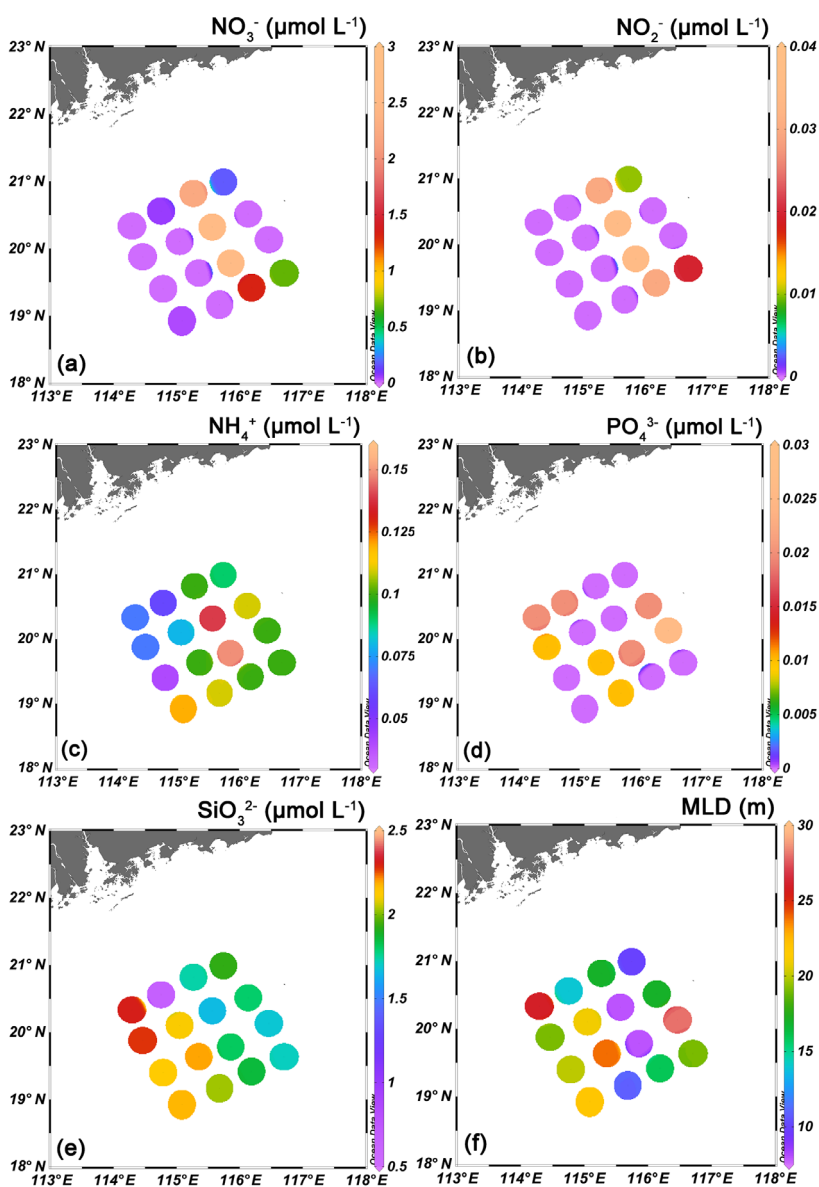 NO₃⁻ (µmol L⁻¹)
23° N
22° N
21° N
20° N
19° N
18° N
113°E 114°E 115°E 116°E 117°E 118°E
(a)
3
2.5
2
1.5
1
0.5
0
Ocean Data View
NO₂⁻ (µmol L⁻¹)
23° N
22° N
21° N
20° N
19° N
18° N
113°E 114°E 115°E 116°E 117°E 118°E
(b)
0.04
0.03
0.02
0.01
0
Ocean Data View
NH₄⁺ (µmol L⁻¹)
23° N
22° N
21° N
20° N
19° N
18° N
113°E 114°E 115°E 116°E 117°E 118°E
(c)
0.15
0.125
0.1
0.075
0.05
Ocean Data View
PO₄³⁻ (µmol L⁻¹)
23° N
22° N
21° N
20° N
19° N
18° N
113°E 114°E 115°E 116°E 117°E 118°E
(d)
0.03
0.025
0.02
0.015
0.01
0.005
0
Ocean Data View
SiO₃²⁻ (µmol L⁻¹)
23° N
22° N
21° N
20° N
19° N
18° N
113°E 114°E 115°E 116°E 117°E 118°E
(e)
2.5
2
1.5
1
0.5
Ocean Data View
MLD (m)
23° N
22° N
21° N
20° N
19° N
18° N
113°E 114°E 115°E 116°E 117°E 118°E
(f)
30
25
20
15
10
Ocean Data View